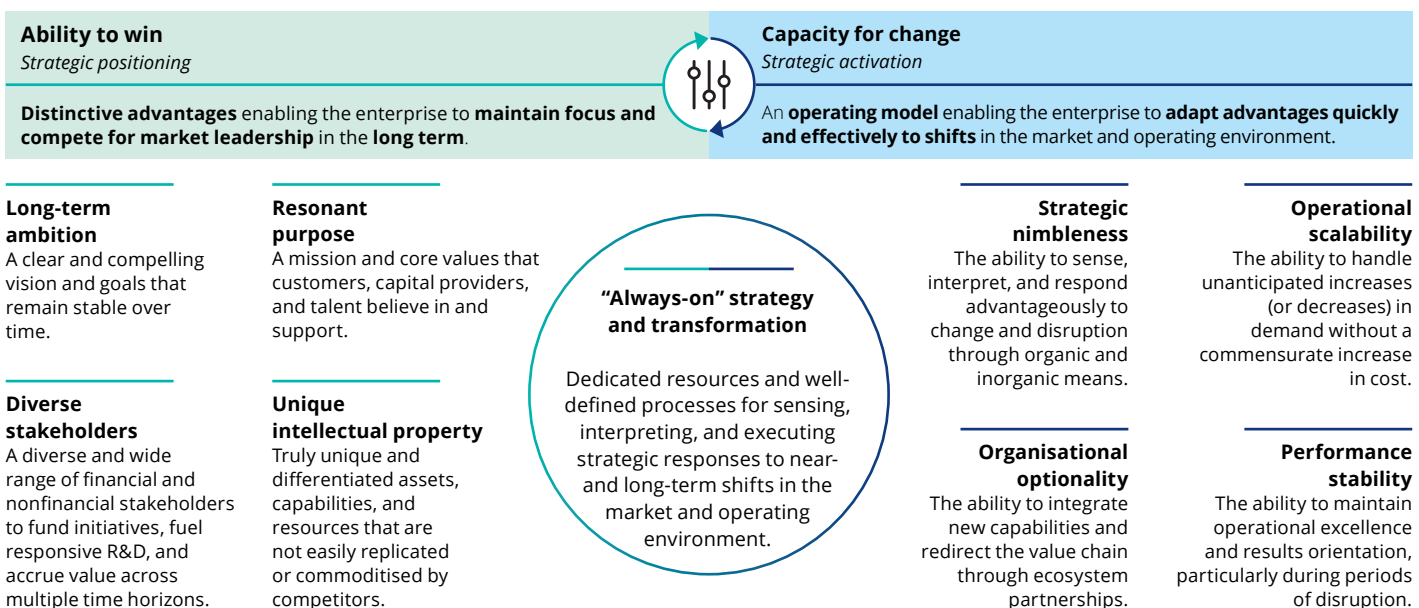 Ability to win
Strategic positioning
Distinctive advantages enabling the enterprise to maintain focus and
compete for market leadership in the long term.
Capacity for change
Strategic activation
An operating model enabling the enterprise to adapt advantages quickly
and effectively to shifts in the market and operating environment.
Long-term
ambition
A clear and compelling
vision and goals that
remain stable over
time.
Resonant
purpose
A mission and core values that
customers, capital providers,
and talent believe in and
support.
Diverse
stakeholders
A diverse and wide
range of financial and
nonfinancial stakeholders
to fund initiatives, fuel
responsive R&D, and
accrue value across
multiple time horizons.
Unique
intellectual property
Truly unique and
differentiated assets,
capabilities, and
resources that are
not easily replicated
or commoditised by
competitors.
“Always-on” strategy
and transformation
Dedicated resources and well-
defined processes for sensing,
interpreting, and executing
strategic responses to near-
and long-term shifts in the
market and operating
environment.
Strategic
nimbleness
The ability to sense,
interpret, and respond
advantageously to
change and disruption
through organic and
inorganic means.
Operational
scalability
The ability to handle
unanticipated increases
(or decreases) in
demand without a
commensurate increase
in cost.
Organisational
optionality
The ability to integrate
new capabilities and
redirect the value chain
through ecosystem
partnerships.
Performance
stability
The ability to maintain
operational excellence
and results orientation,
particularly during periods
of disruption.